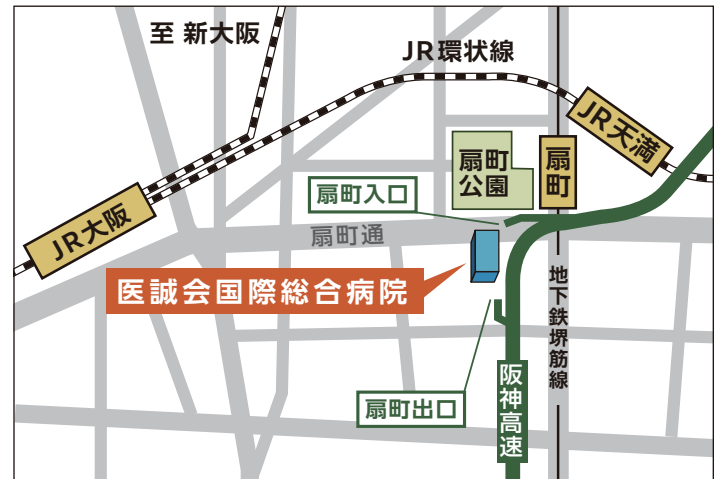 至 新大阪
JR環状線
JR天満
扇町
公園
扇町
扇町入口
JR大阪
扇町通
医誠会国際総合病院
地下鉄堺筋線
阪神高速
扇町出口